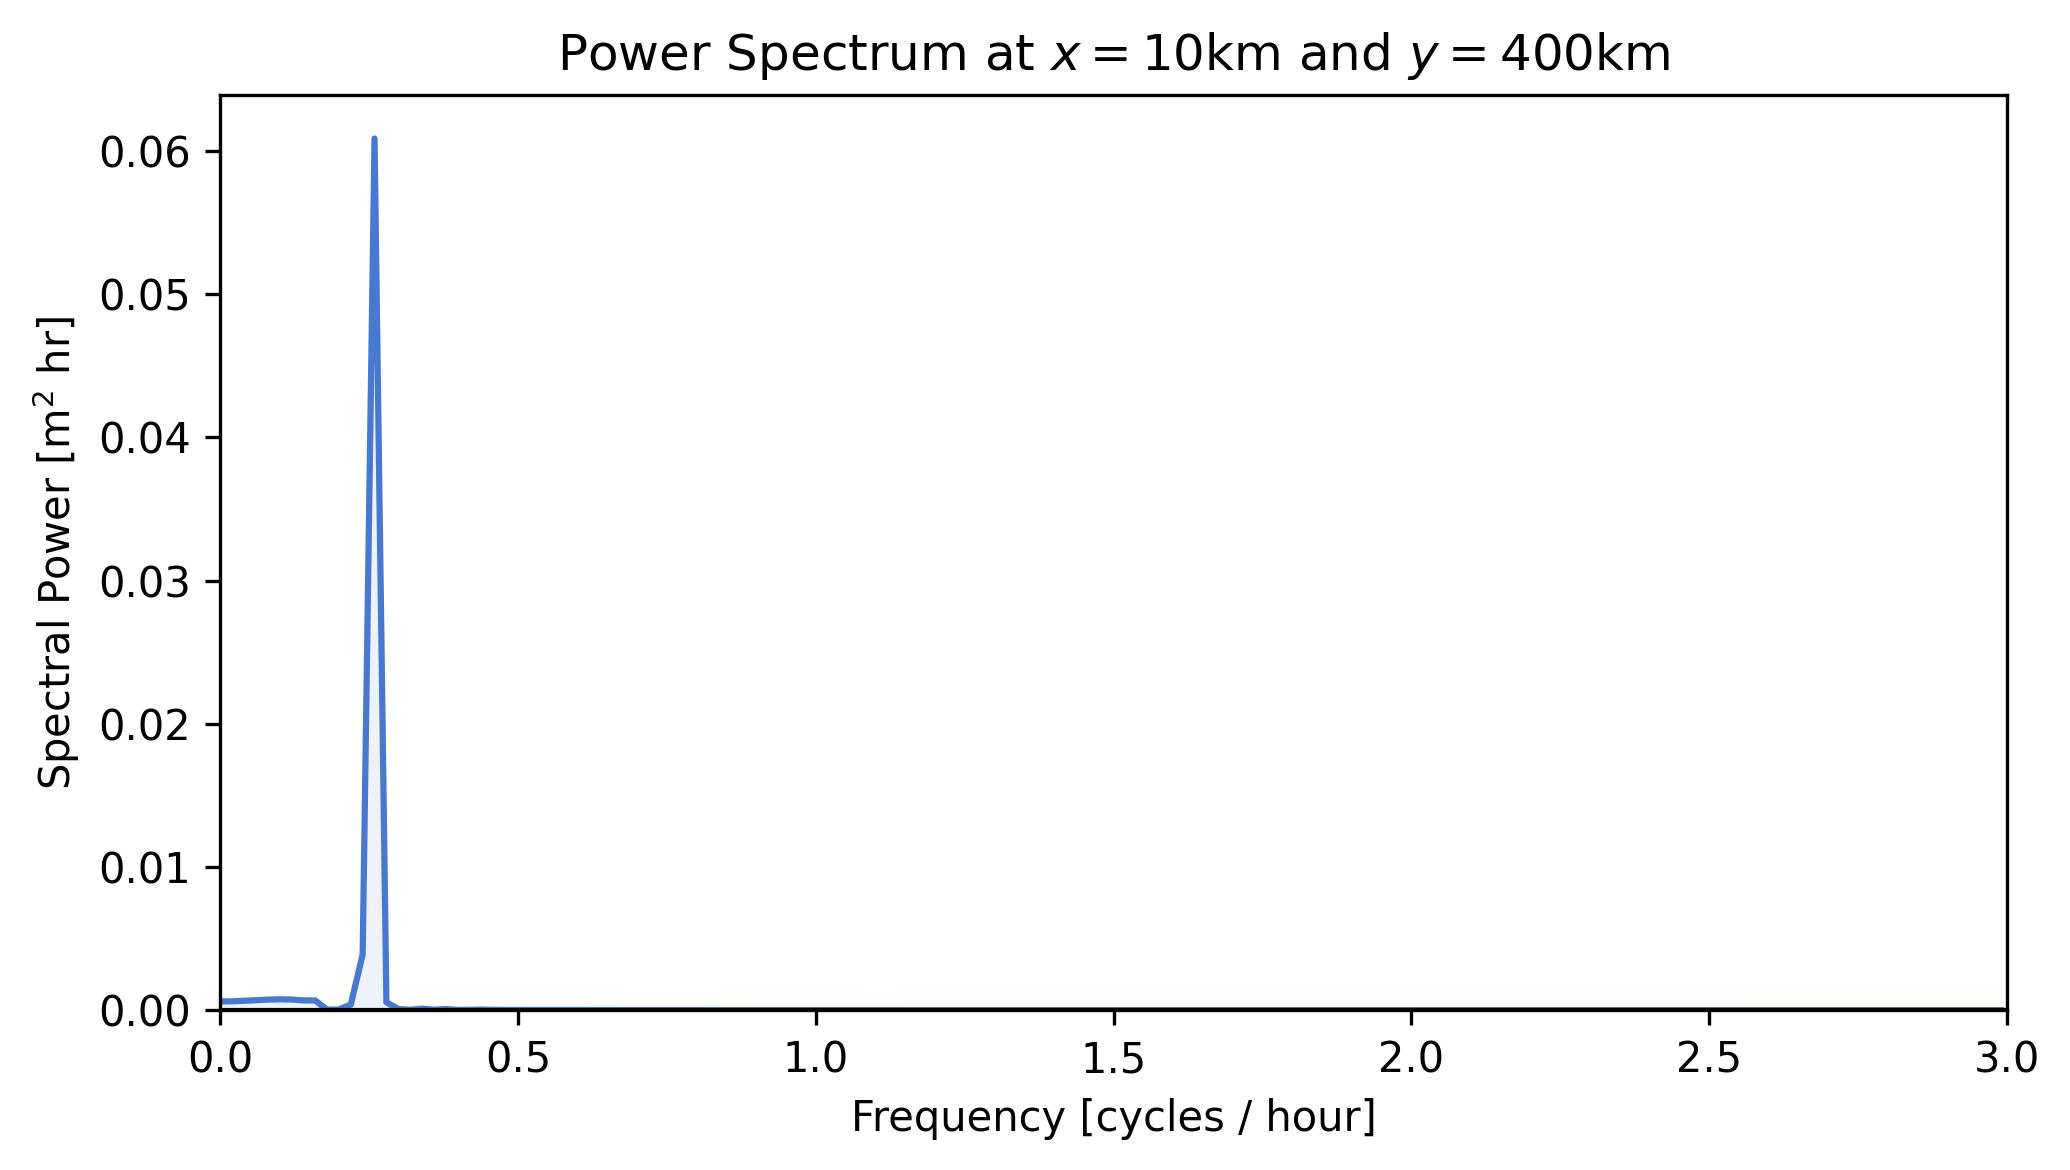 Power Spectrum at x = 10km and y = 400km
Spectral Power [m² hr]
0.06
0.05
0.04
0.03
0.02
0.01
0.00
0.0 0.5 1.0 1.5 2.0 2.5 3.0
Frequency [cycles / hour]